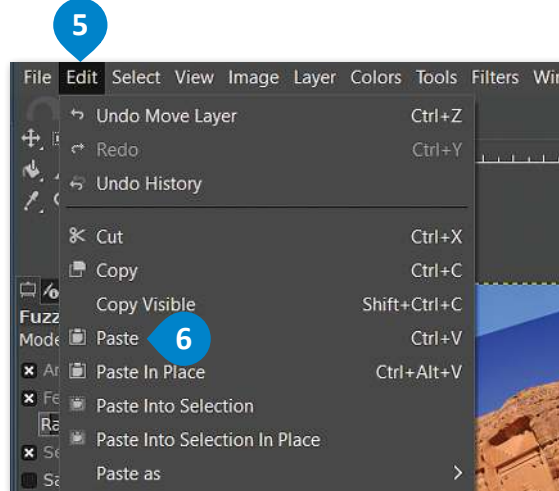 5
File Edit Select View Image Layer Colors Tools Filters
Undo Move Layer Ctrl+Z
Redo Ctrl+Y
Undo History
Cut Ctrl+X
Copy Ctrl+C
Copy Visible Shift+Ctrl+C
Fuzz
Mode
Paste 6 Ctrl+V
Paste In Place Ctrl+Alt+V
Paste Into Selection
Paste Into Selection In Place
Paste as >